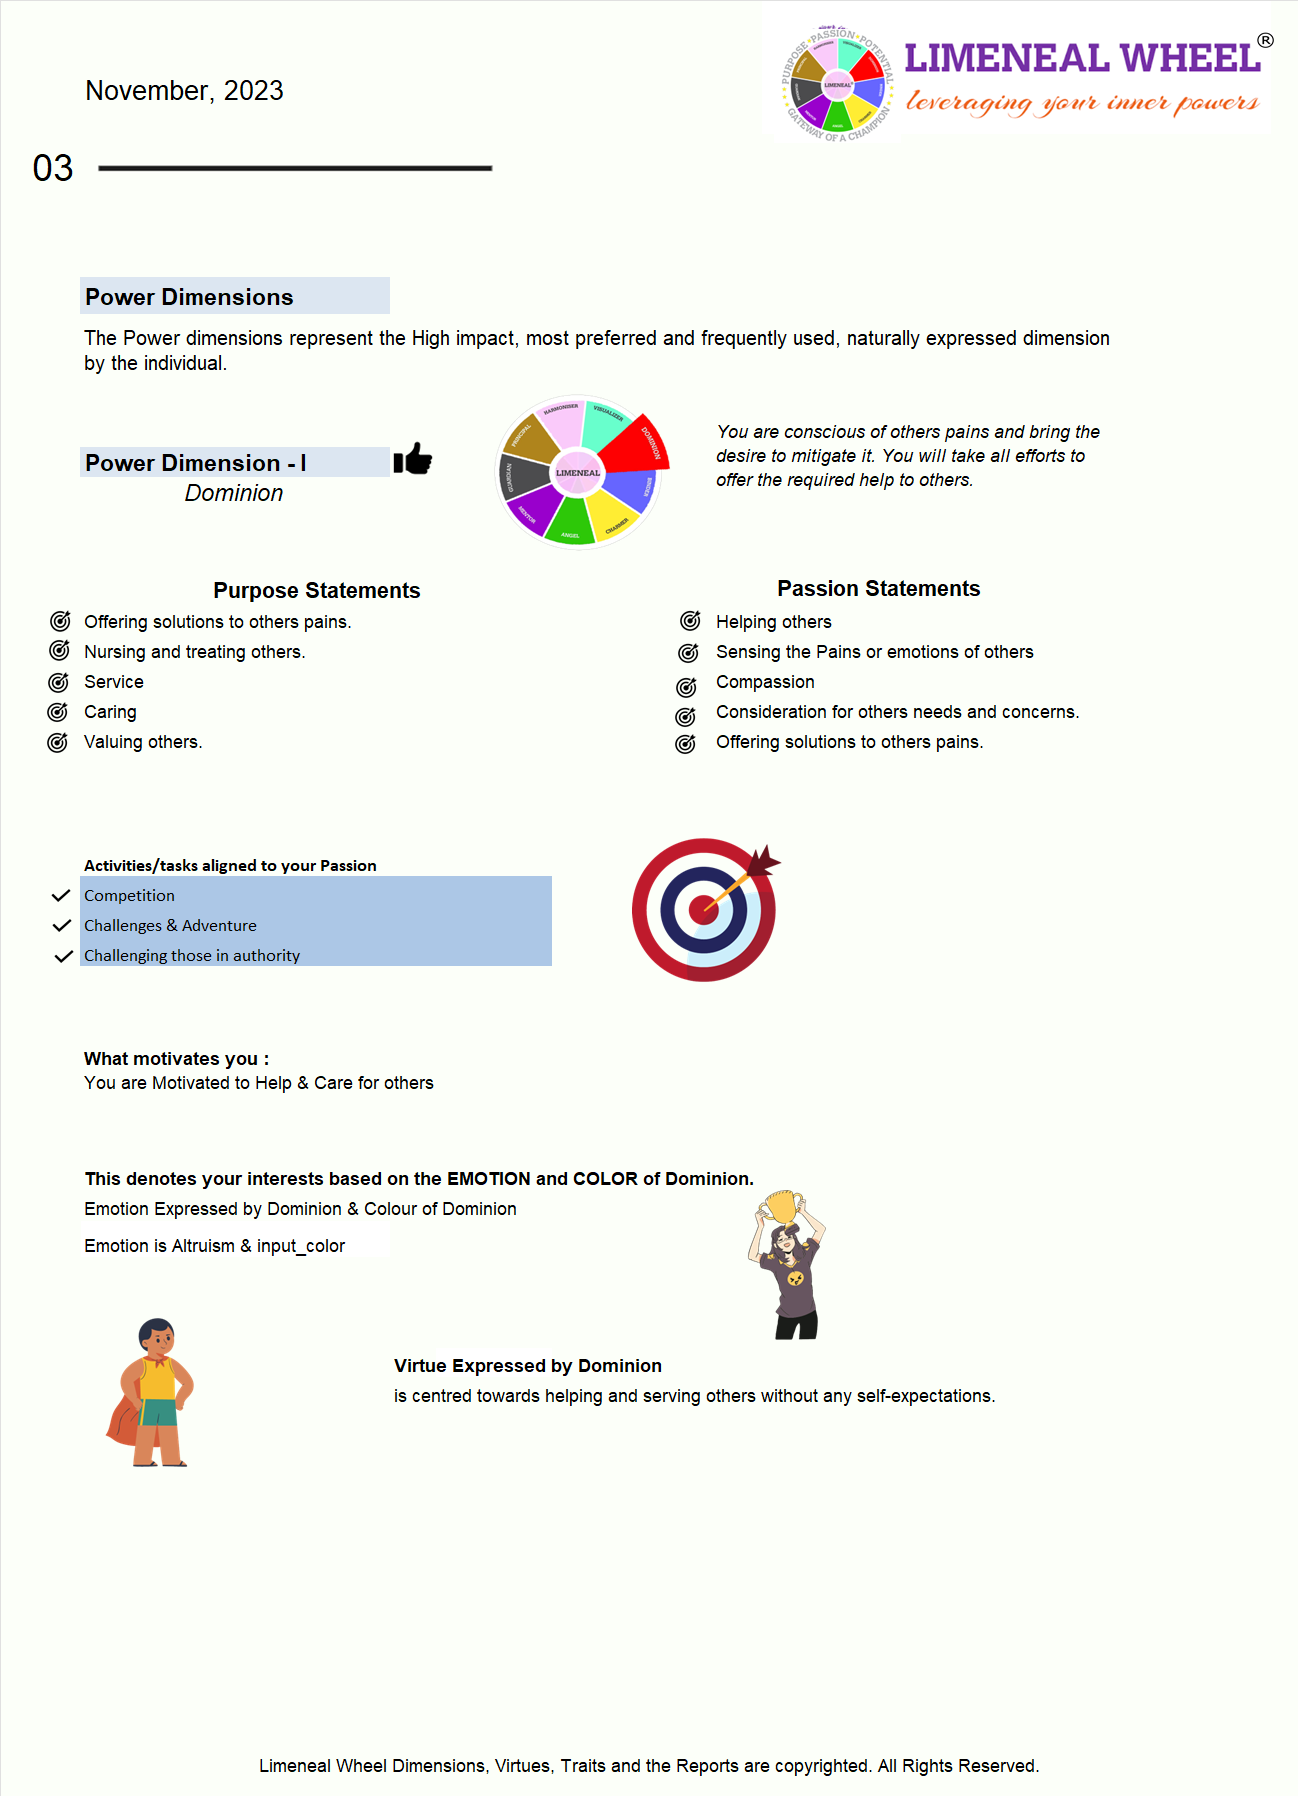 November, 2023
PURPOSE • PASSION • POTENTIAL
GATEWAY OF A CHAMPION
LIMENEAL
LIMENEAL WHEEL®
leveraging your inner powers
03
Power Dimensions
The Power dimensions represent the High impact, most preferred and frequently used, naturally expressed dimension
by the individual.
Power Dimension - I
Dominion
HARMONISER
VISUALIZER
DOMINION
BINDER
CHARMER
ANGEL
MENTOR
GUARDIAN
PRINCIPAL
LIMENEAL
You are conscious of others pains and bring the
desire to mitigate it. You will take all efforts to
offer the required help to others.
Purpose Statements
Offering solutions to others pains.
Nursing and treating others.
Service
Caring
Valuing others.
Passion Statements
Helping others
Sensing the Pains or emotions of others
Compassion
Consideration for others needs and concerns.
Offering solutions to others pains.
Activities/tasks aligned to your Passion
Competition
Challenges & Adventure
Challenging those in authority
What motivates you :
You are Motivated to Help & Care for others
This denotes your interests based on the EMOTION and COLOR of Dominion.
Emotion Expressed by Dominion & Colour of Dominion
Emotion is Altruism & input_color
Virtue Expressed by Dominion
is centred towards helping and serving others without any self-expectations.
Limeneal Wheel Dimensions, Virtues, Traits and the Reports are copyrighted. All Rights Reserved.